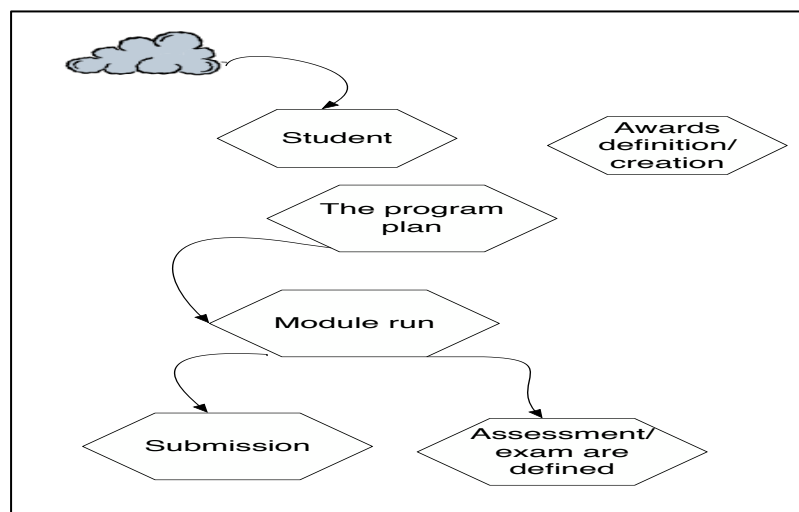 Student
Awards
definition/
creation
The program
plan
Module run
Submission
Assessment/
exam are
defined